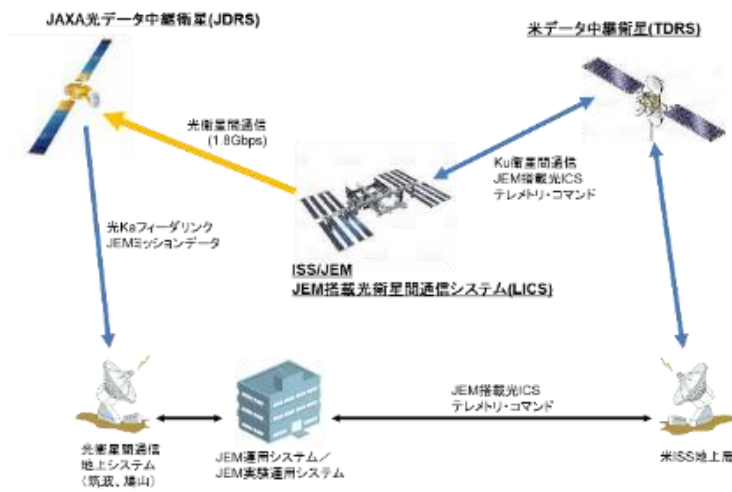 JAXA光データ中継衛星(JDRS)
米データ中継衛星(TDRS)
光衛星間通信
(1.8Gbps)
Ku衛星間通信
JEM搭載光ICS
テレメトリ・コマンド
光Kaフィーダリンク
JEMミッションデータ
ISS/JEM
JEM搭載光衛星間通信システム(LICS)
JEM搭載光ICS
テレメトリ・コマンド
光衛星間通信
地上システム
(筑波、鳩山)
JEM運用システム/
JEM実験運用システム
米ISS地上局